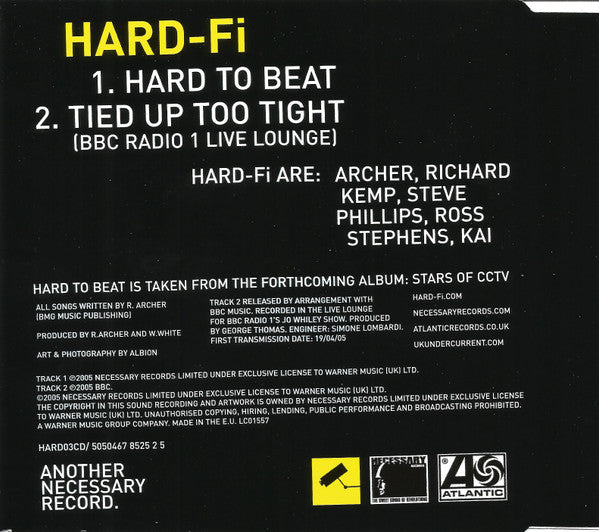 HARD-Fi
1. HARD TO BEAT
2. TIED UP TOO TIGHT
(BBC RADIO 1 LIVE LOUNGE)
HARD-Fi ARE: ARCHER, RICHARD
KEMP, STEVE
PHILLIPS, ROSS
STEPHENS, KAI
HARD TO BEAT IS TAKEN FROM THE FORTHCOMING ALBUM: STARS OF CCTV
ALL SONGS WRITTEN BY R. ARCHER
(BMG MUSIC PUBLISHING)
PRODUCED BY R.ARCHER AND W.WHITE
ART & PHOTOGRAPHY BY ALBION
TRACK 2 RELEASED BY ARRANGEMENT WITH
BBC MUSIC. RECORDED IN THE LIVE LOUNGE
FOR BBC RADIO 1'S JO WHILEY SHOW. PRODUCED
BY GEORGE THOMAS. ENGINEER: SIMONE LOMBARDI.
FIRST TRANSMISSION DATE: 19/04/05
HARD-FI.COM
NECESSARYRECORDS.COM
ATLANTICRECORDS.CO.UK
UKUNDERCURRENT.COM
TRACK 1 ℗2005 NECESSARY RECORDS LIMITED UNDER EXCLUSIVE LICENSE TO WARNER MUSIC (UK) LTD.
TRACK 2 ℗2005 BBC.
©2005 NECESSARY RECORDS LIMITED UNDER EXCLUSIVE LICENSE TO WARNER MUSIC (UK) LTD.
THE COPYRIGHT IN THIS SOUND RECORDING AND ARTWORK IS OWNED BY NECESSARY RECORDS LIMITED UNDER EXCLUSIVE LICENSE
TO WARNER MUSIC (UK) LTD. UNAUTHORISED COPYING, HIRING, LENDING, PUBLIC PERFORMANCE AND BROADCASTING PROHIBITED.
A WARNER MUSIC GROUP COMPANY. MADE IN THE E.U. LC01557
HARD03CD/ 5050467 8525 2 5
ANOTHER
NECESSARY
RECORD.
NECESSARY
RECORDS
THE SWEET SOUND OF REVOLUTION
ATLANTIC